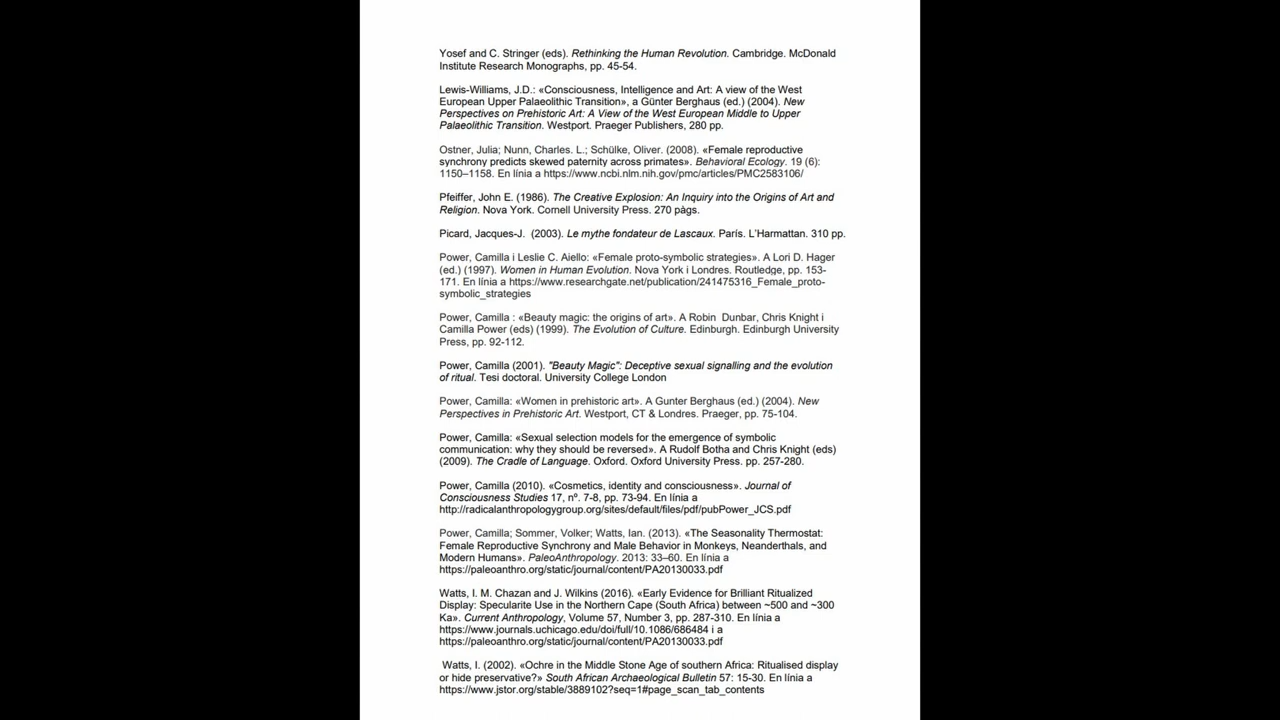 Yosef and C. Stringer (eds). Rethinking the Human Revolution. Cambridge. McDonald
Institute Research Monographs, pp. 45-54.
Lewis-Williams, J.D.: «Consciousness, Intelligence and Art: A view of the West
European Upper Palaeolithic Transition», a Günter Berghaus (ed.) (2004). New
Perspectives on Prehistoric Art: A View of the West European Middle to Upper
Palaeolithic Transition. Westport. Praeger Publishers, 280 pp.
Ostner, Julia; Nunn, Charles. L.; Schülke, Oliver. (2008). «Female reproductive
synchrony predicts skewed paternity across primates». Behavioral Ecology. 19 (6):
1150–1158. En línia a https://www.ncbi.nlm.nih.gov/pmc/articles/PMC2583106/
Pfeiffer, John E. (1986). The Creative Explosion: An Inquiry into the Origins of Art and
Religion. Nova York. Cornell University Press. 270 pàgs.
Picard, Jacques-J. (2003). Le mythe fondateur de Lascaux. París. L'Harmattan. 310 pp.
Power, Camilla i Leslie C. Aiello: «Female proto-symbolic strategies». A Lori D. Hager
(ed.) (1997). Women in Human Evolution. Nova York i Londres. Routledge, pp. 153-
171. En línia a https://www.researchgate.net/publication/241475316_Female_proto-
symbolic_strategies
Power, Camilla : «Beauty magic: the origins of art». A Robin Dunbar, Chris Knight i
Camilla Power (eds) (1999). The Evolution of Culture. Edinburgh. Edinburgh University
Press, pp. 92-112.
Power, Camilla (2001). "Beauty Magic": Deceptive sexual signalling and the evolution
of ritual. Tesi doctoral. University College London
Power, Camilla: «Women in prehistoric art». A Gunter Berghaus (ed.) (2004). New
Perspectives in Prehistoric Art. Westport, CT & Londres. Praeger, pp. 75-104.
Power, Camilla: «Sexual selection models for the emergence of symbolic
communication: why they should be reversed». A Rudolf Botha and Chris Knight (eds)
(2009). The Cradle of Language. Oxford. Oxford University Press. pp. 257-280.
Power, Camilla (2010). «Cosmetics, identity and consciousness». Journal of
Consciousness Studies 17, nº. 7-8, pp. 73-94. En línia a
http://radicalanthropologygroup.org/sites/default/files/pdf/pubPower_JCS.pdf
Power, Camilla; Sommer, Volker; Watts, Ian. (2013). «The Seasonality Thermostat:
Female Reproductive Synchrony and Male Behavior in Monkeys, Neanderthals, and
Modern Humans». PaleoAnthropology. 2013: 33–60. En línia a
https://paleoanthro.org/static/journal/content/PA20130033.pdf
Watts, I. M. Chazan and J. Wilkins (2016). «Early Evidence for Brilliant Ritualized
Display: Specularite Use in the Northern Cape (South Africa) between ~500 and ~300
Ka». Current Anthropology, Volume 57, Number 3, pp. 287-310. En línia a
https://www.journals.uchicago.edu/doi/full/10.1086/686484 i a
https://paleoanthro.org/static/journal/content/PA20130033.pdf
Watts, I. (2002). «Ochre in the Middle Stone Age of southern Africa: Ritualised display
or hide preservative?» South African Archaeological Bulletin 57: 15-30. En línia a
https://www.jstor.org/stable/3889102?seq=1#page_scan_tab_contents